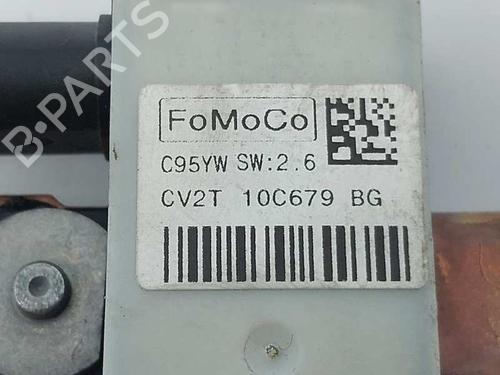 FoMoCo
C95YW SW:2.6
CV2T 10C679 BG
B-PARTS